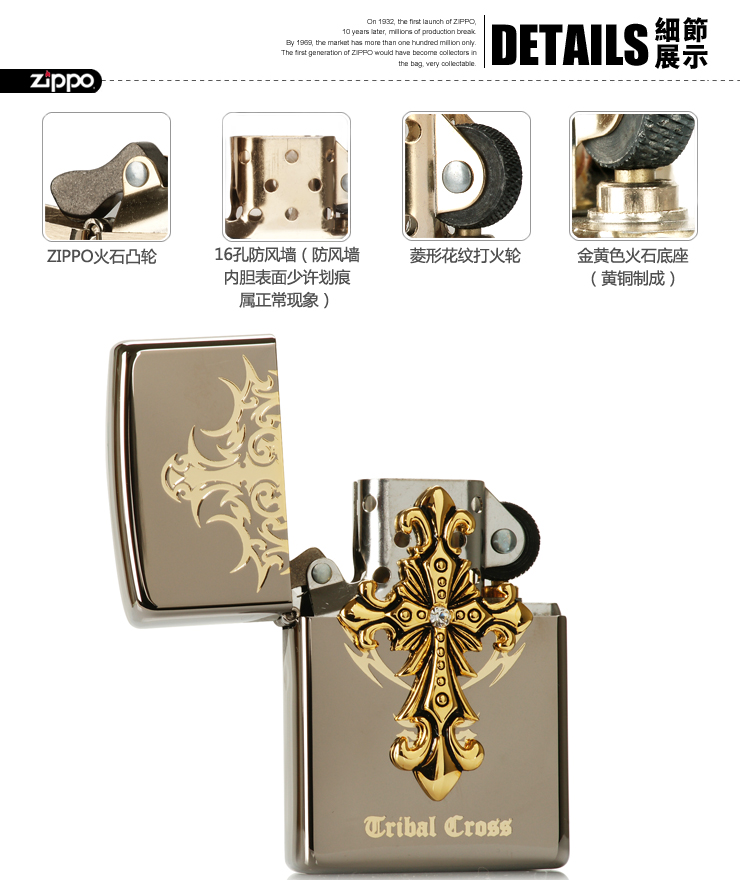 On 1932, the first launch of ZIPPO,
10 years later, millions of production break.
By 1969, the market has more than one hundred million only.
The first generation of ZIPPO would have become collectors in
the bag, very collectable.
DETAILS
細節
展示
zippo
ZIPPO火石凸轮
16孔防风墙（防风墙
内胆表面少许划痕
属正常现象）
菱形花纹打火轮
金黄色火石底座
（黄铜制成）
Tribal Cross